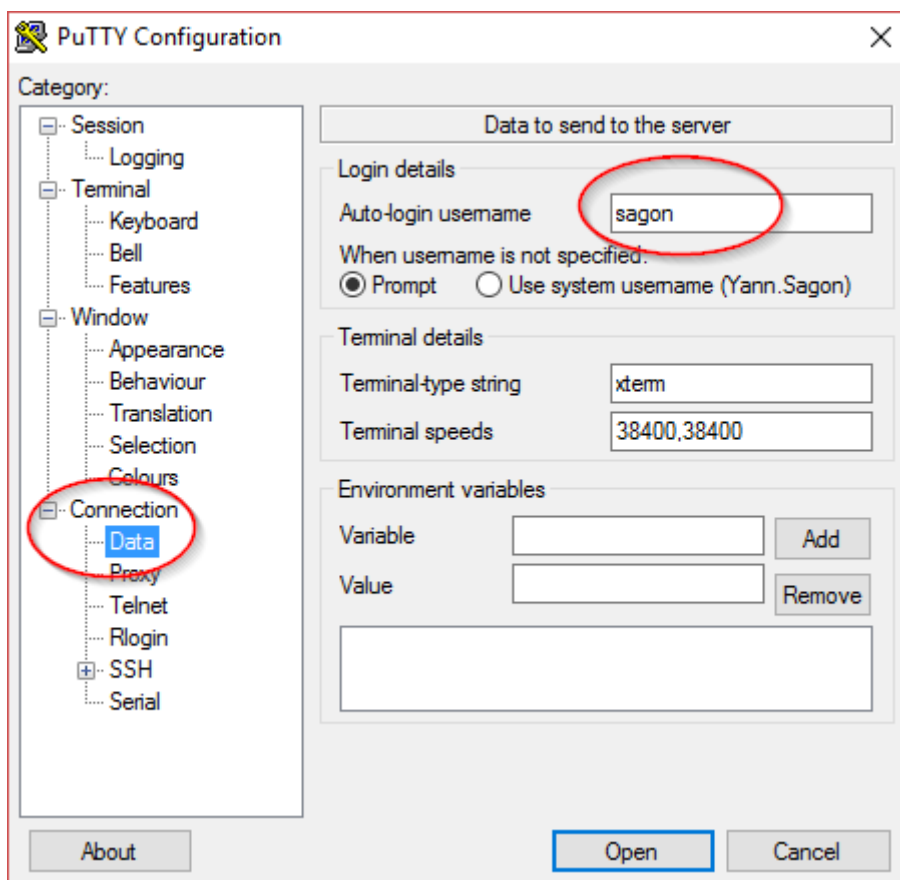 PuTTY Configuration
Category:
Session
Logging
Terminal
Keyboard
Bell
Features
Window
Appearance
Behaviour
Translation
Selection
Colours
Connection
Data
Proxy
Telnet
Rlogin
SSH
Serial
Data to send to the server
Login details
Auto-login username sagon
When username is not specified:
Prompt Use system username (Yann.Sagon)
Terminal details
Terminal-type string xterm
Terminal speeds 38400,38400
Environment variables
Variable Add
Value Remove
About Open Cancel